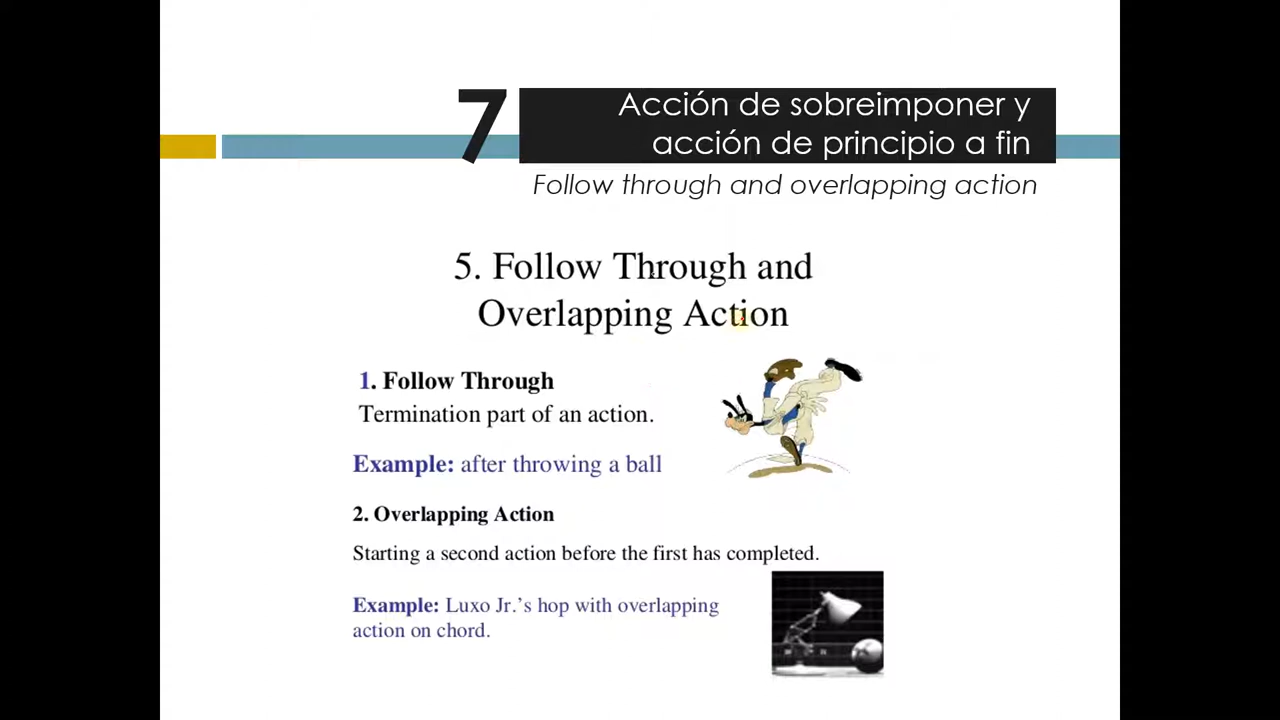 7
Acción de sobreimponer y
acción de principio a fin
Follow through and overlapping action
5. Follow Through and
Overlapping Action
1. Follow Through
Termination part of an action.
Example: after throwing a ball
2. Overlapping Action
Starting a second action before the first has completed.
Example: Luxo Jr.’s hop with overlapping
action on chord.